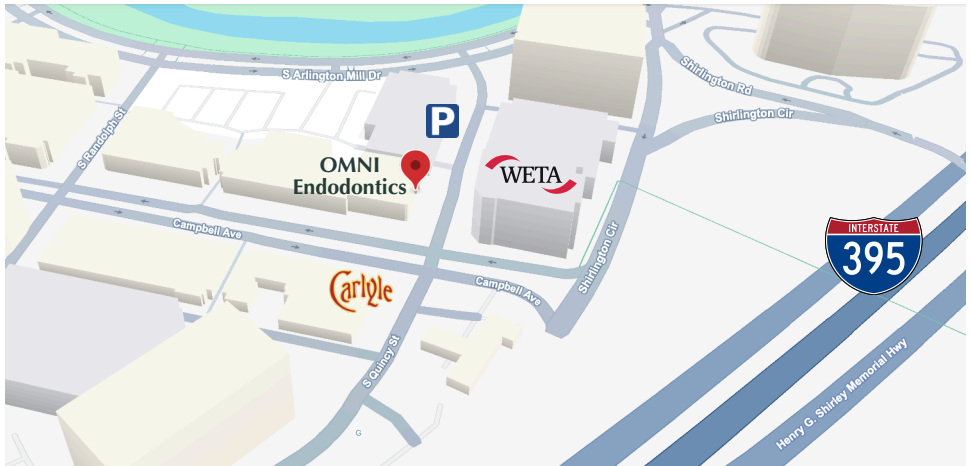 S Arlington Mill Dr
Shirlington Rd
Shirlington Cir
S Randolph St
P
OMNI
Endodontics
WETA
Campbell Ave
Carlyle
Campbell Ave
Shirlington Cir
INTERSTATE
395
S Quincy St
Henry G. Shirley Memorial Hwy
G